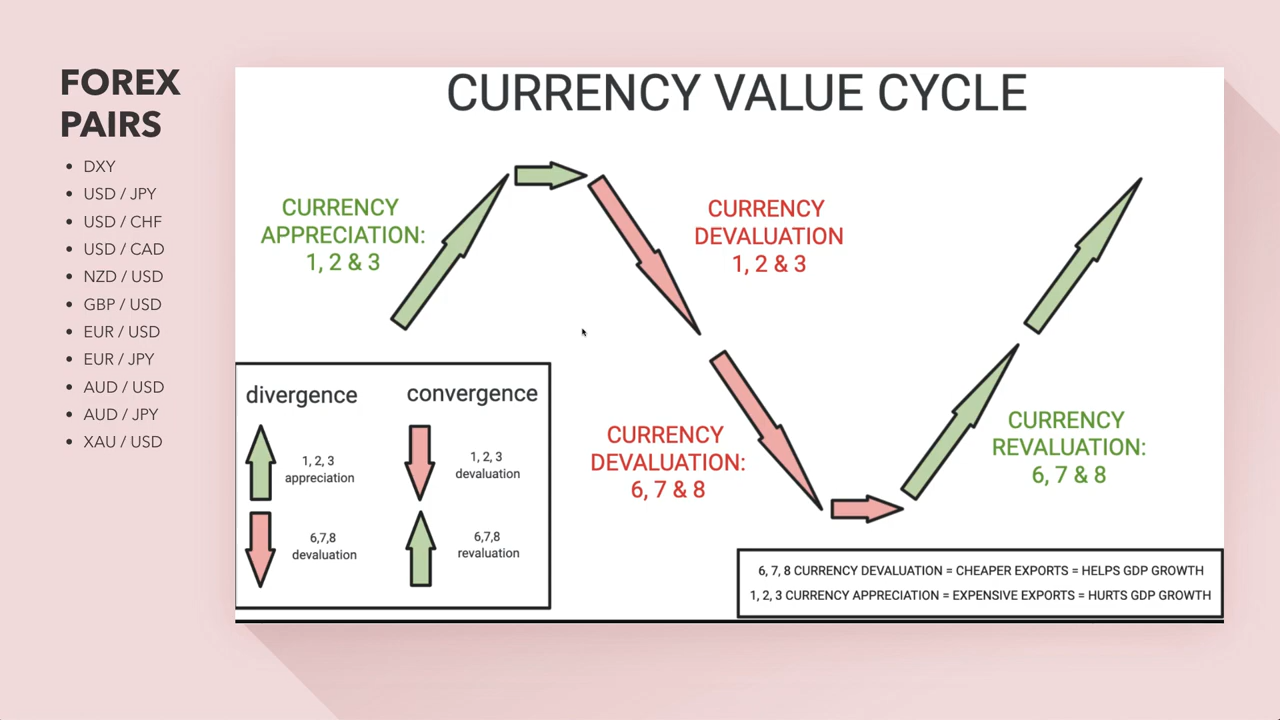 FOREX
PAIRS
• DXY
• USD / JPY
• USD / CHF
• USD / CAD
• NZD / USD
• GBP / USD
• EUR / USD
• EUR / JPY
• AUD / USD
• AUD / JPY
• XAU / USD
CURRENCY VALUE CYCLE
CURRENCY
APPRECIATION:
1, 2 & 3
CURRENCY
DEVALUATION
1, 2 & 3
CURRENCY
DEVALUATION:
6, 7 & 8
CURRENCY
REVALUATION:
6, 7 & 8
divergence
1, 2, 3
appreciation
6,7,8
devaluation
convergence
1, 2, 3
devaluation
6,7,8
revaluation
6, 7, 8 CURRENCY DEVALUATION = CHEAPER EXPORTS = HELPS GDP GROWTH
1, 2, 3 CURRENCY APPRECIATION = EXPENSIVE EXPORTS = HURTS GDP GROWTH